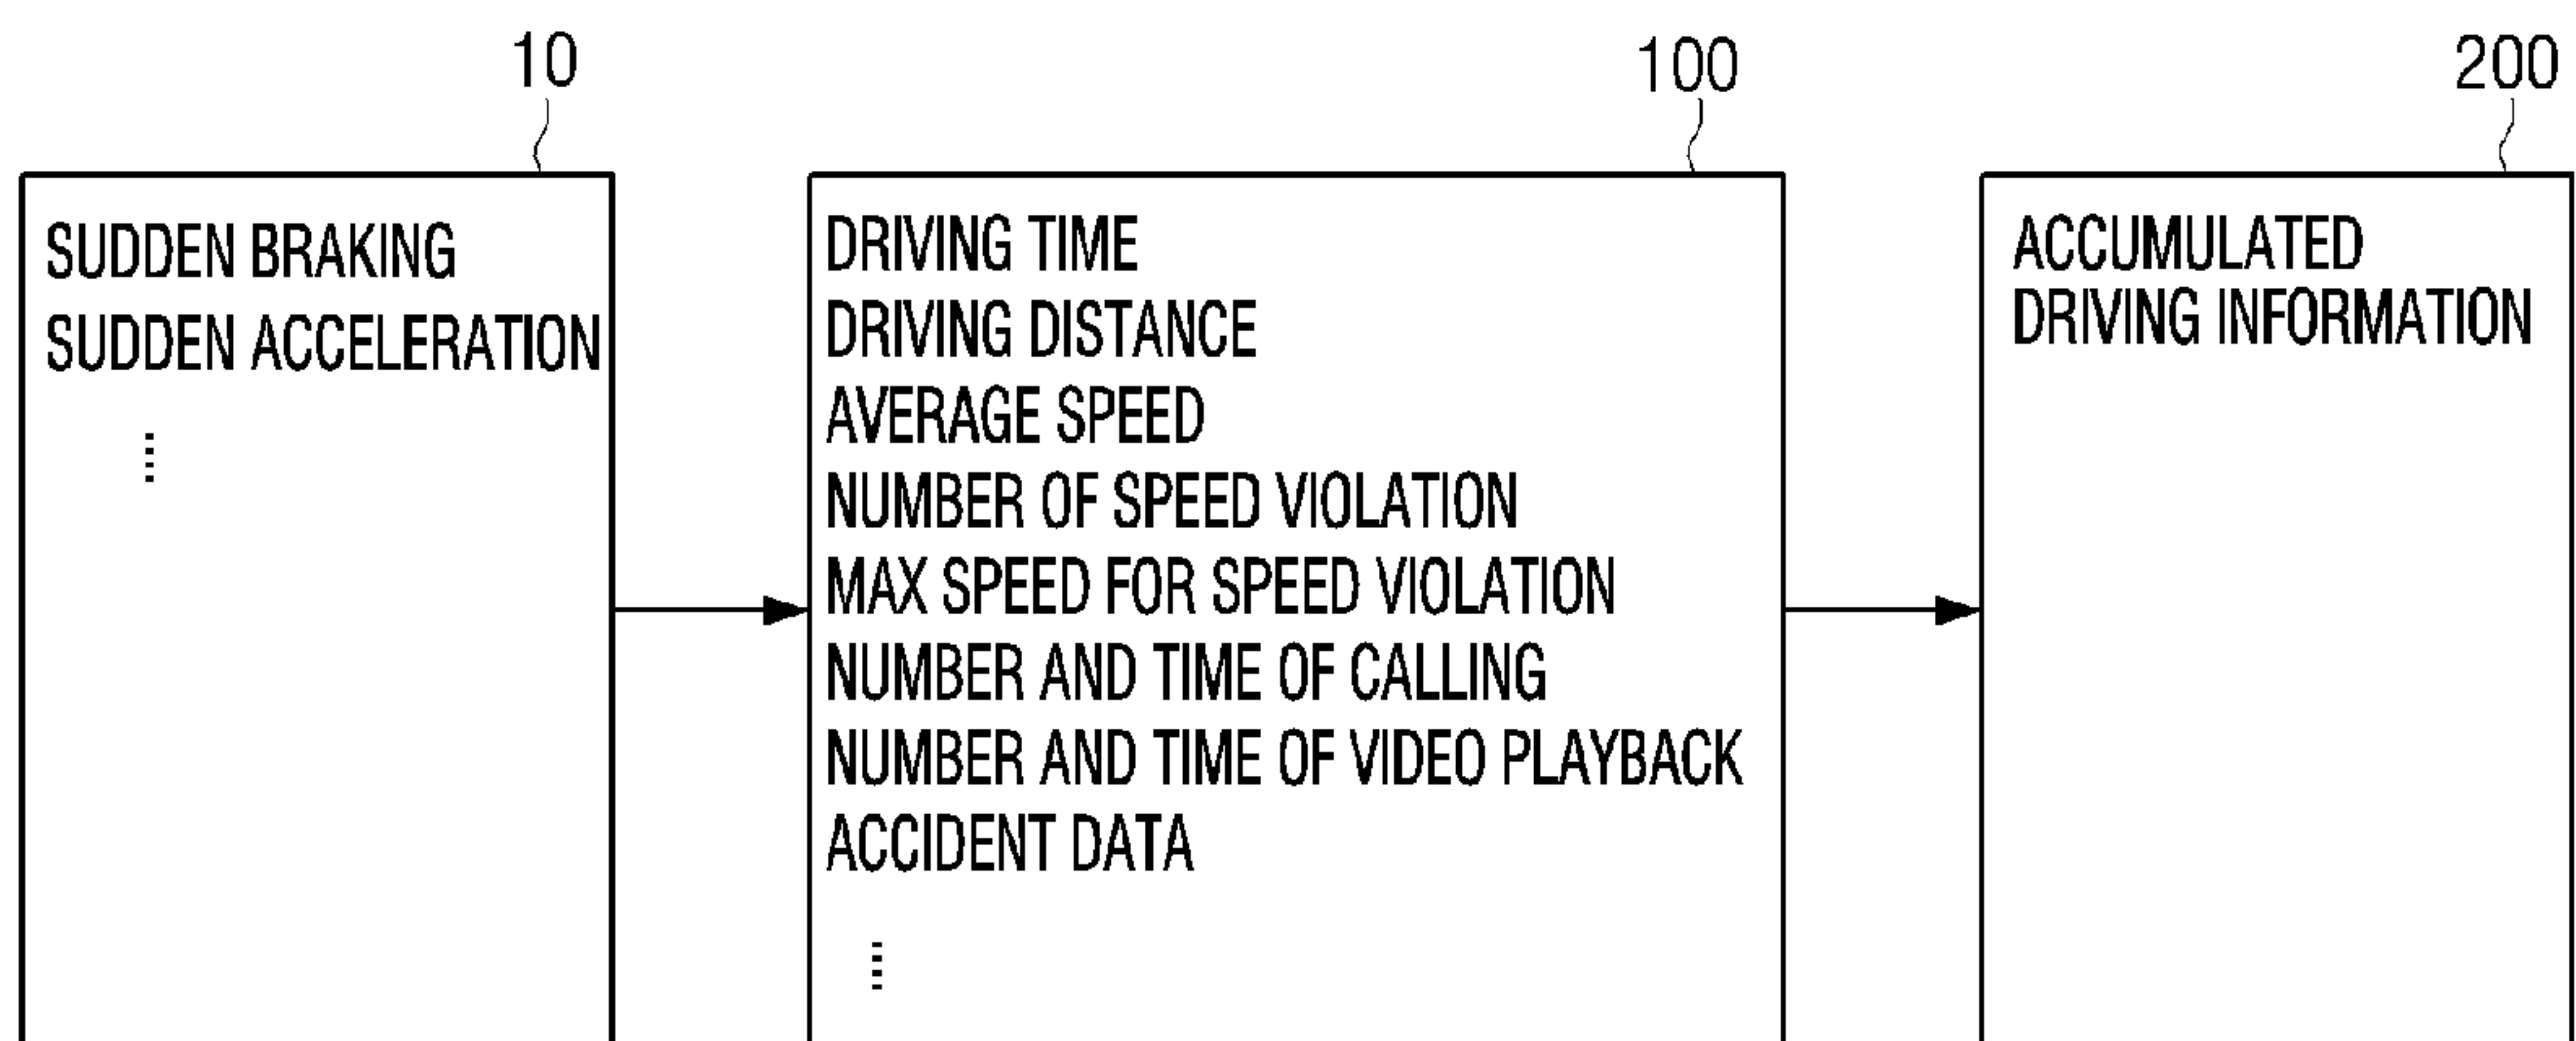 10
100
200
SUDDEN BRAKING
SUDDEN ACCELERATION
DRIVING TIME
DRIVING DISTANCE
AVERAGE SPEED
NUMBER OF SPEED VIOLATION
MAX SPEED FOR SPEED VIOLATION
NUMBER AND TIME OF CALLING
NUMBER AND TIME OF VIDEO PLAYBACK
ACCIDENT DATA
ACCUMULATED
DRIVING INFORMATION